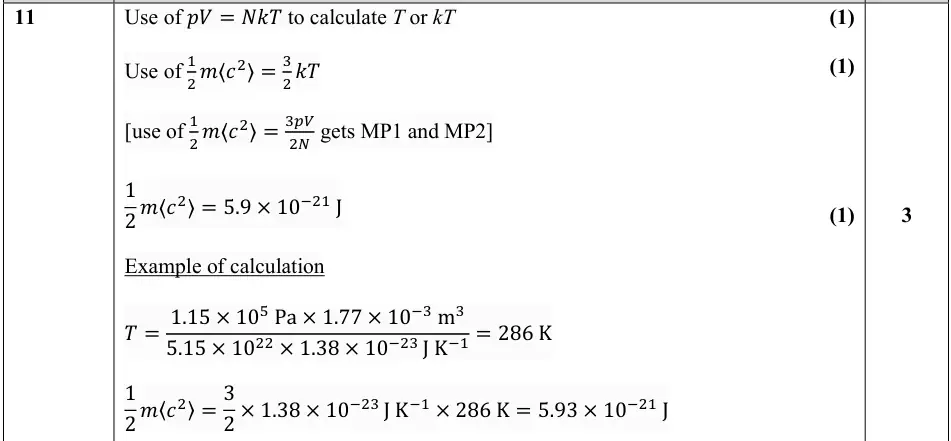 11 Use of pV = NkT to calculate T or kT (1)
Use of ½ m⟨c²⟩ = 3/2 kT (1)
[use of ½ m⟨c²⟩ = 3pV/2N gets MP1 and MP2]
½ m⟨c²⟩ = 5.9 × 10⁻²¹ J (1) 3
Example of calculation
T = (1.15 × 10⁵ Pa × 1.77 × 10⁻³ m³)/(5.15 × 10²² × 1.38 × 10⁻²³ J K⁻¹) = 286 K
½ m⟨c²⟩ = 3/2 × 1.38 × 10⁻²³ J K⁻¹ × 286 K = 5.93 × 10⁻²¹ J